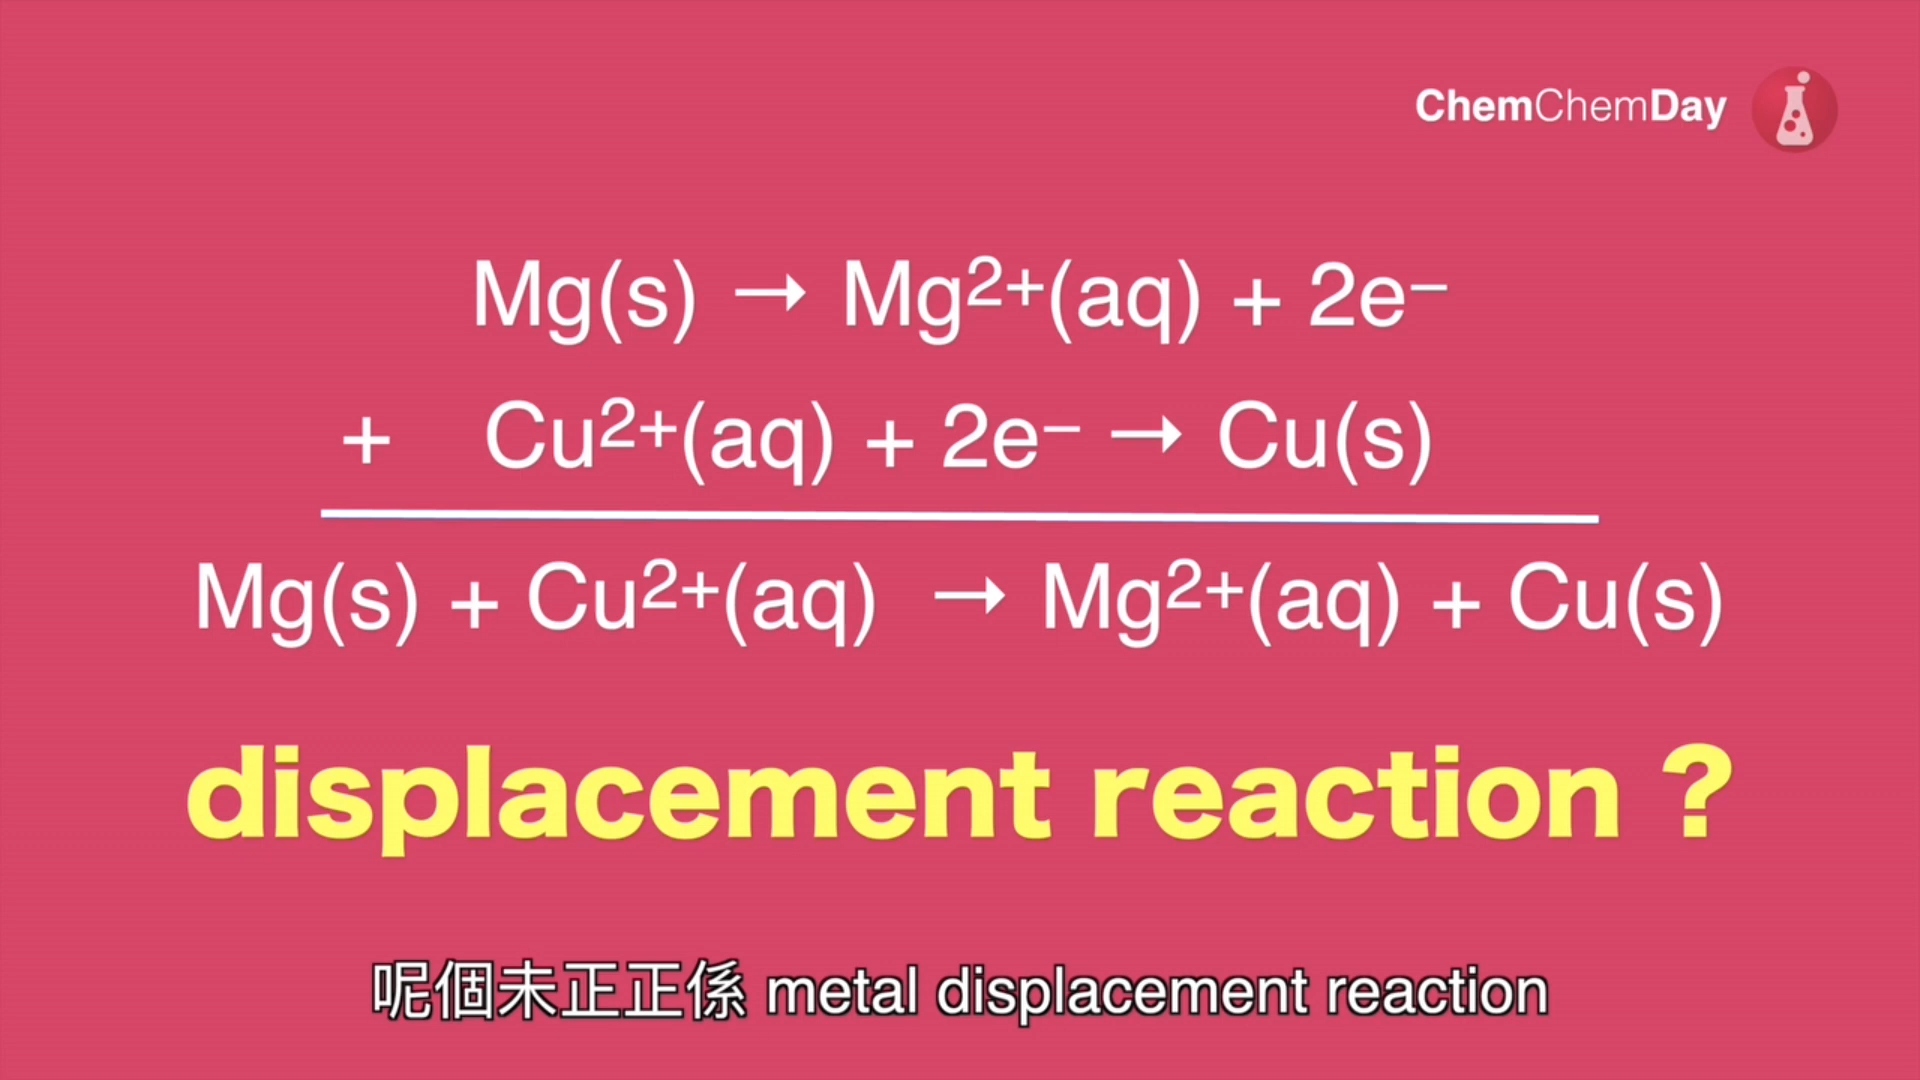 ChemChemDay
Mg(s) → Mg²⁺(aq) + 2e⁻
+ Cu²⁺(aq) + 2e⁻ → Cu(s)
Mg(s) + Cu²⁺(aq) → Mg²⁺(aq) + Cu(s)
displacement reaction ?
呢個未正正係 metal displacement reaction